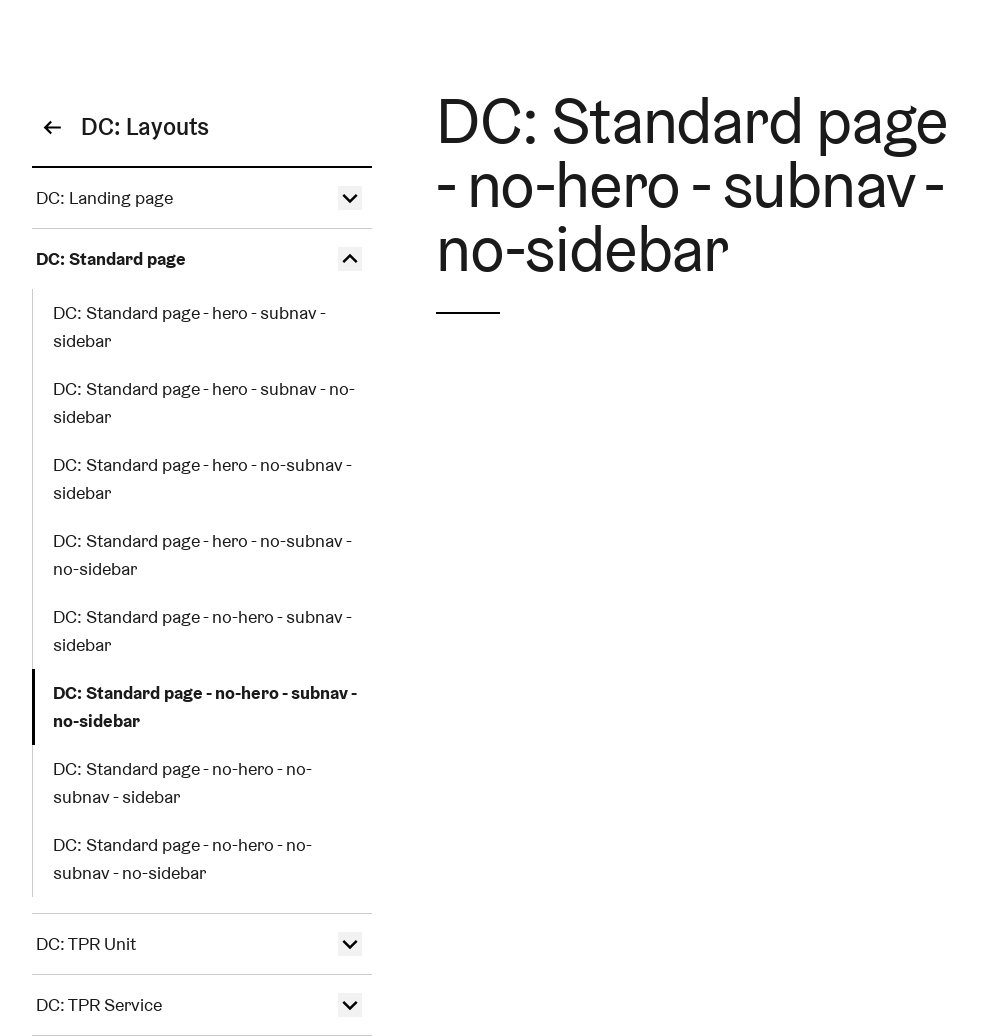 DC: Layouts
DC: Landing page
DC: Standard page
DC: Standard page - hero - subnav -
sidebar
DC: Standard page - hero - subnav - no-
sidebar
DC: Standard page - hero - no-subnav -
sidebar
DC: Standard page - hero - no-subnav -
no-sidebar
DC: Standard page - no-hero - subnav -
sidebar
DC: Standard page - no-hero - subnav -
no-sidebar
DC: Standard page - no-hero - no-
subnav - sidebar
DC: Standard page - no-hero - no-
subnav - no-sidebar
DC: TPR Unit
DC: TPR Service
DC: Standard page
- no-hero - subnav -
no-sidebar